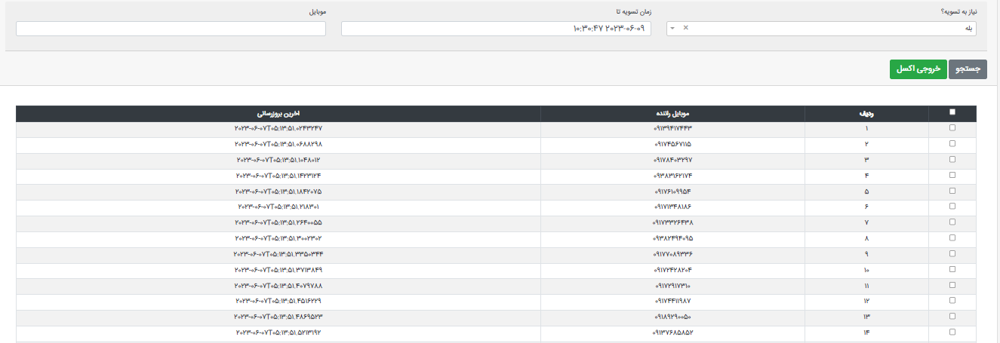 نیاز به تسویه؟ زمان تسویه تا موبایل
بله × ۲۰۲۳-۰۶-۰۹ ۱۰:۳۰:۴۷
جستجو خروجی اکسل
ردیف موبایل راننده اخرین بروزرسانی
۱ ۰۹۱۳۹۴۱۷۴۴۳ ۲۰۲۳-۰۶-۰۷T۰۵:۱۳:۵۱.۰۲۴۳۲۴۷
۲ ۰۹۱۷۴۵۶۷۱۱۵ ۲۰۲۳-۰۶-۰۷T۰۵:۱۳:۵۱.۰۶۸۸۲۹۸
۳ ۰۹۱۷۸۴۰۳۲۹۷ ۲۰۲۳-۰۶-۰۷T۰۵:۱۳:۵۱.۱۰۴۸۰۱۲
۴ ۰۹۳۸۳۱۶۲۱۷۴ ۲۰۲۳-۰۶-۰۷T۰۵:۱۳:۵۱.۱۴۲۳۱۲۴
۵ ۰۹۱۷۶۱۰۹۹۵۴ ۲۰۲۳-۰۶-۰۷T۰۵:۱۳:۵۱.۱۸۴۲۰۷۵
۶ ۰۹۱۷۱۳۴۸۱۸۶ ۲۰۲۳-۰۶-۰۷T۰۵:۱۳:۵۱.۲۱۸۳۰۱
۷ ۰۹۱۷۳۳۲۶۴۳۸ ۲۰۲۳-۰۶-۰۷T۰۵:۱۳:۵۱.۲۶۴۰۰۵۵
۸ ۰۹۳۸۲۴۹۴۰۹۵ ۲۰۲۳-۰۶-۰۷T۰۵:۱۳:۵۱.۳۰۰۲۳۰۲
۹ ۰۹۱۷۷۰۸۹۳۳۶ ۲۰۲۳-۰۶-۰۷T۰۵:۱۳:۵۱.۳۳۵۰۳۴۴
۱۰ ۰۹۱۷۲۴۲۸۲۰۴ ۲۰۲۳-۰۶-۰۷T۰۵:۱۳:۵۱.۳۷۱۳۸۴۹
۱۱ ۰۹۱۷۲۹۱۷۳۱۰ ۲۰۲۳-۰۶-۰۷T۰۵:۱۳:۵۱.۴۰۷۹۷۸۸
۱۲ ۰۹۱۷۴۴۱۱۹۸۷ ۲۰۲۳-۰۶-۰۷T۰۵:۱۳:۵۱.۴۵۱۶۲۲۹
۱۳ ۰۹۱۸۹۲۹۰۰۵۰ ۲۰۲۳-۰۶-۰۷T۰۵:۱۳:۵۱.۴۸۶۹۵۲۳
۱۴ ۰۹۱۳۷۶۸۵۸۵۲ ۲۰۲۳-۰۶-۰۷T۰۵:۱۳:۵۱.۵۲۱۳۱۹۲